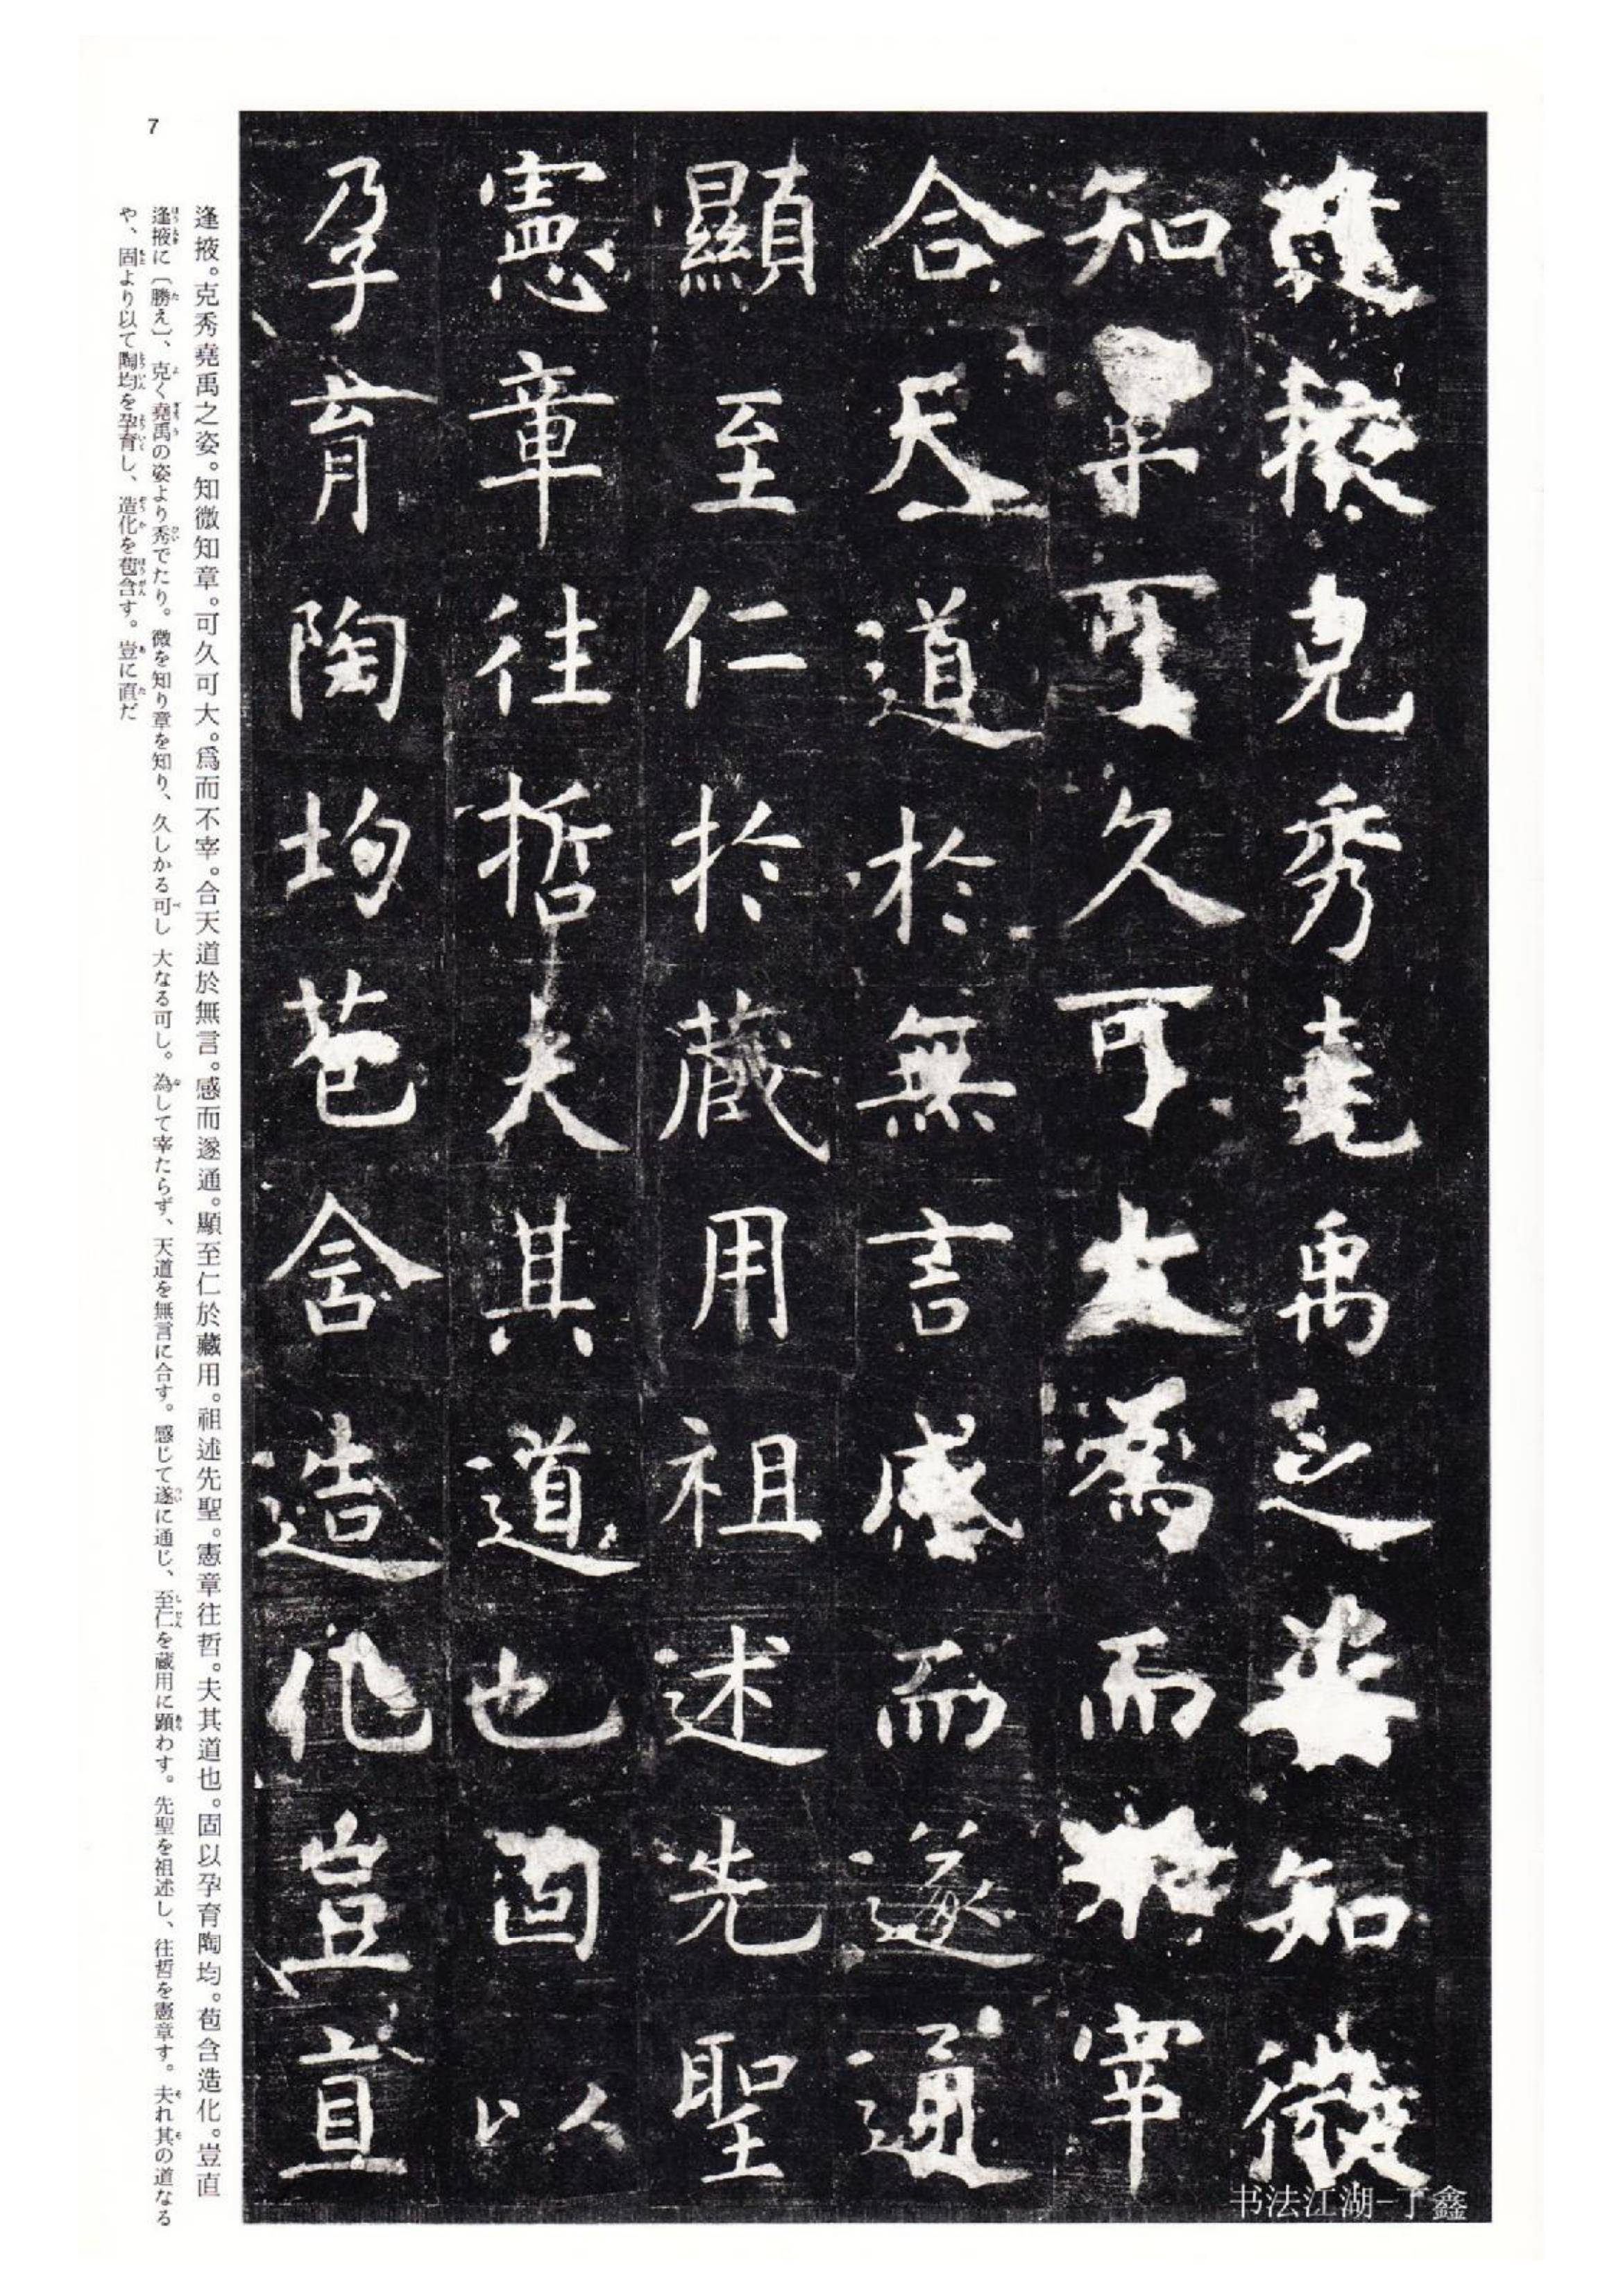 逢掖克秀堯禹之姿知微
知章可久可大爲而不宰
合天道於無言感而遂通
顯至仁於藏用祖述先聖
憲章往哲夫其道也固以
孕育陶均苞含造化豈直
逢掖。克秀堯禹之姿。知微知章。可久可大。爲而不宰。合天道於無言。感而遂通。顯至仁於藏用。祖述先聖。憲章往哲。夫其道也。固以孕育陶均。苞含造化。豈直
逢掖に〔勝え〕、克く堯禹の姿より秀でたり。微を知り章を知り、久しかる可し 大なる可し。為して宰たらず、天道を無言に合す。感じて遂に通じ、至仁を蔵用に顕わす。先聖を祖述し、往哲を憲章す。夫れ其の道なる
や、固より以て陶均を孕育し、造化を苞含す。豈に直だ
7
书法江湖-丁鑫